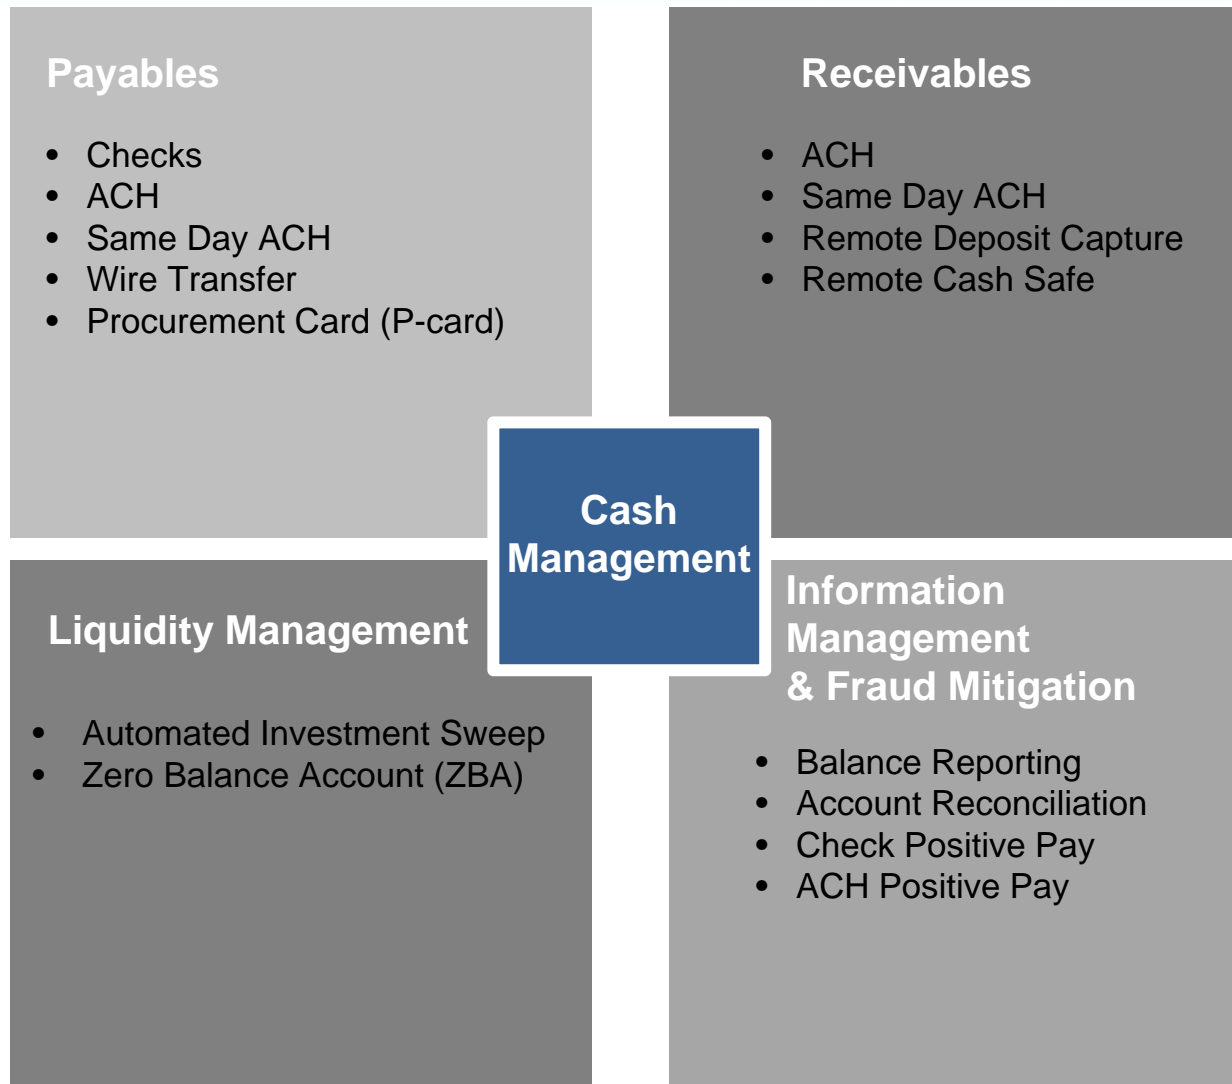 Payables
• Checks
• ACH
• Same Day ACH
• Wire Transfer
• Procurement Card (P-card)
Receivables
• ACH
• Same Day ACH
• Remote Deposit Capture
• Remote Cash Safe
Cash
Management
Liquidity Management
• Automated Investment Sweep
• Zero Balance Account (ZBA)
Information
Management
& Fraud Mitigation
• Balance Reporting
• Account Reconciliation
• Check Positive Pay
• ACH Positive Pay